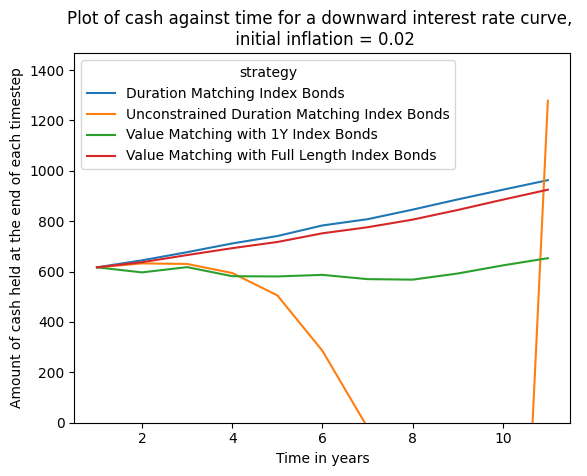 Plot of cash against time for a downward interest rate curve,
initial inflation = 0.02
strategy
Duration Matching Index Bonds
Unconstrained Duration Matching Index Bonds
Value Matching with 1Y Index Bonds
Value Matching with Full Length Index Bonds
Amount of cash held at the end of each timestep
1400
1200
1000
800
600
400
200
0
2 4 6 8 10
Time in years